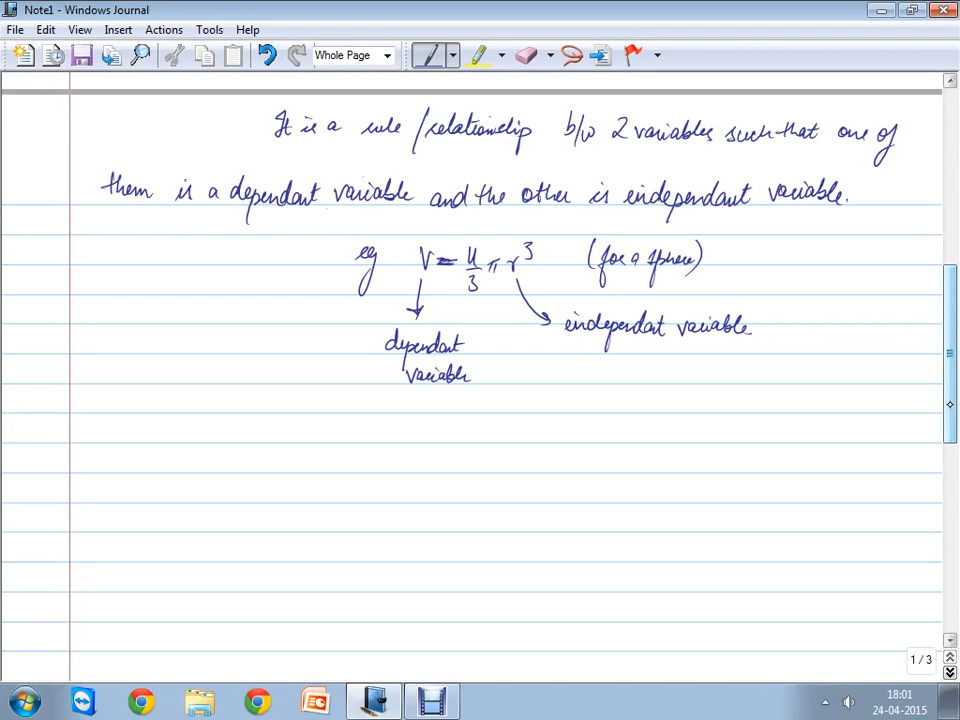 Note1 - Windows Journal
File Edit View Insert Actions Tools Help
Whole Page
It is a rule/relationship b/w 2 variables such that one of
them is a dependant variable and the other is independant variable.
eg V = 4/3 π r³ (for a sphere)
independant variable
dependant
variable
1 / 3
18:01
24-04-2015